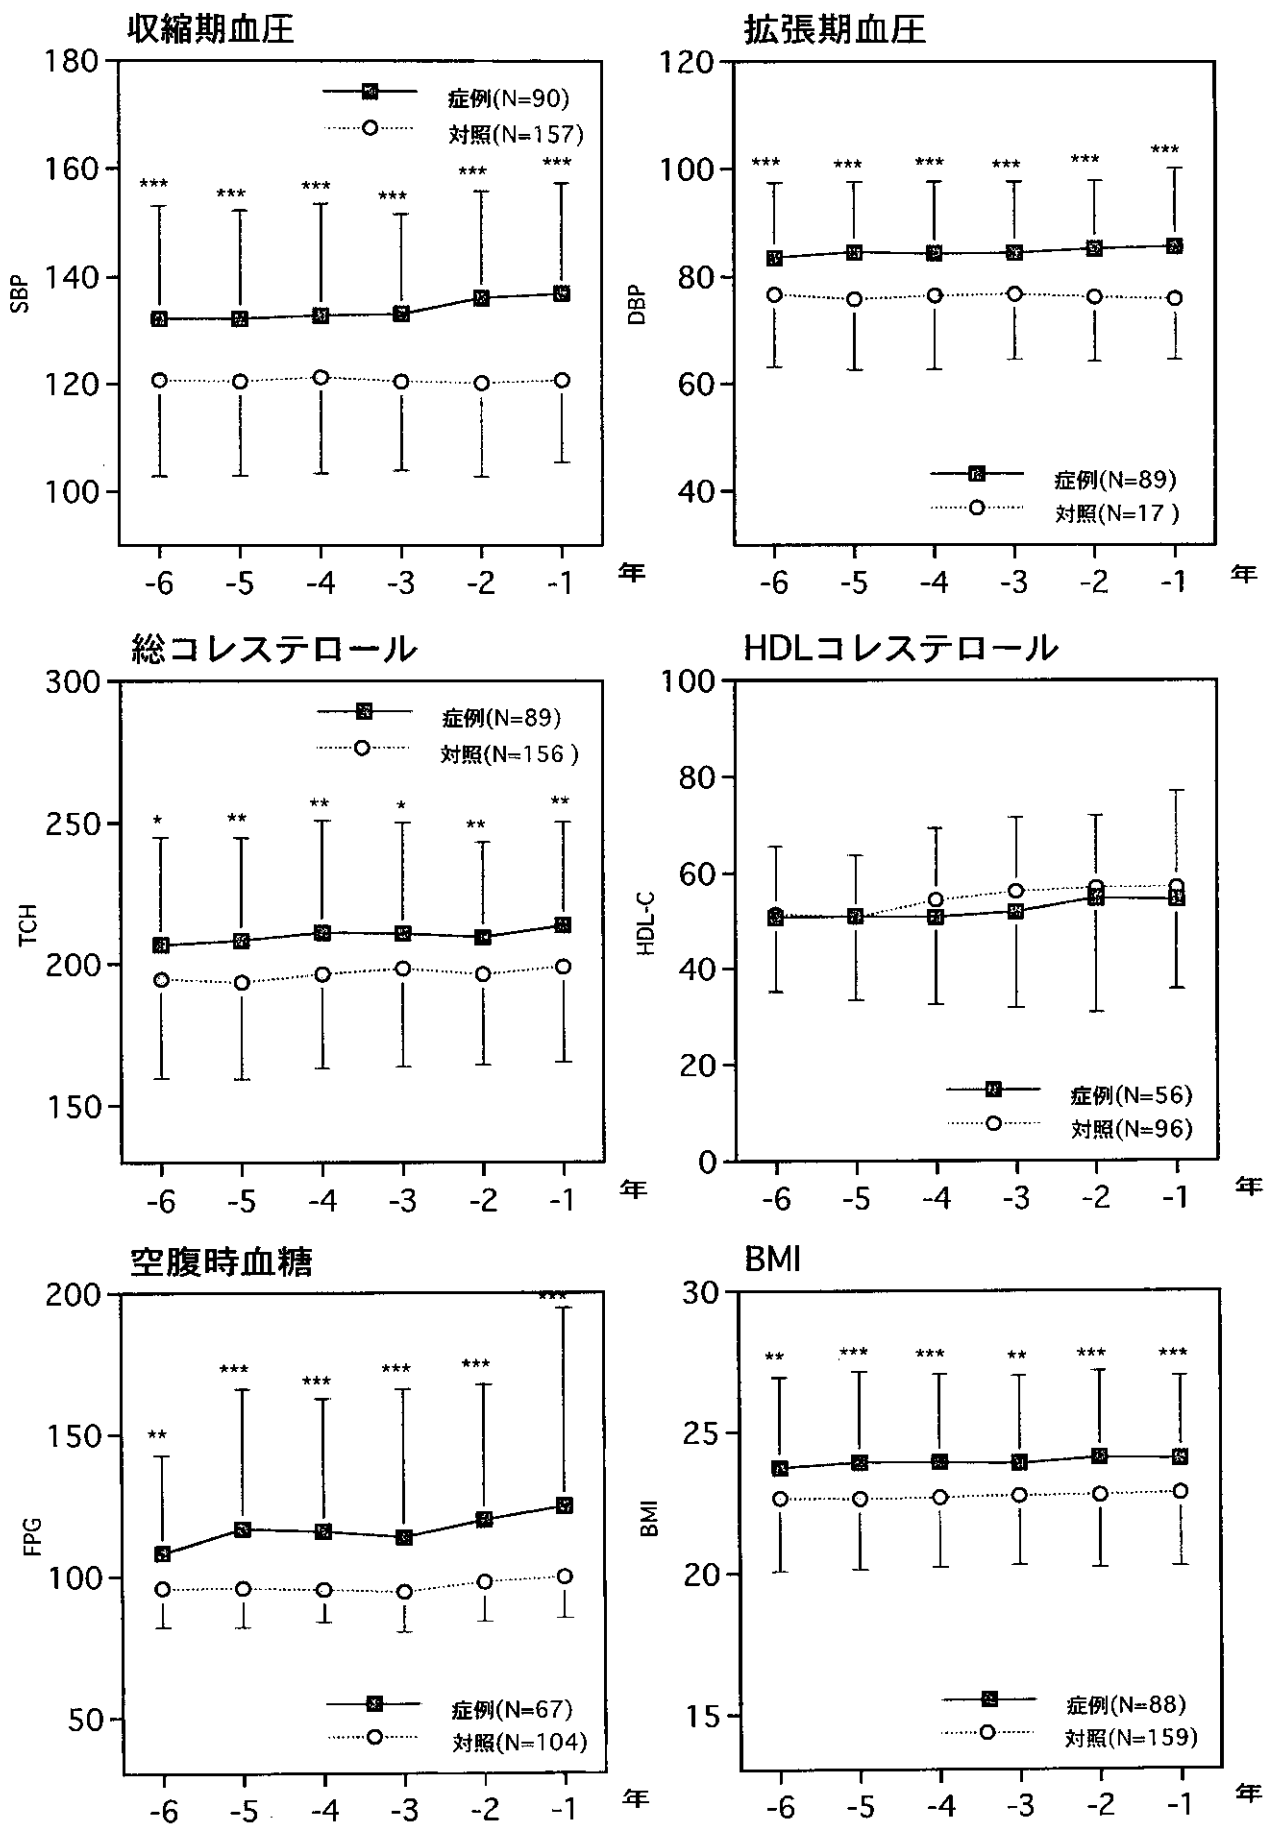 収縮期血圧
180
160
140
120
100
SBP
症例(N=90)
対照(N=157)
***
***
***
***
***
***
-6 -5 -4 -3 -2 -1 年
拡張期血圧
120
100
80
60
40
DBP
***
***
***
***
***
***
症例(N=89)
対照(N=17 )
-6 -5 -4 -3 -2 -1 年
総コレステロール
300
250
200
150
TCH
症例(N=89)
対照(N=156 )
*
**
**
*
**
**
-6 -5 -4 -3 -2 -1 年
HDLコレステロール
100
80
60
40
20
0
HDL-C
症例(N=56)
対照(N=96)
-6 -5 -4 -3 -2 -1 年
空腹時血糖
200
150
100
50
FPG
**
***
***
***
***
***
症例(N=67)
対照(N=104)
-6 -5 -4 -3 -2 -1 年
BMI
30
25
20
15
BMI
**
***
***
**
***
***
症例(N=88)
対照(N=159)
-6 -5 -4 -3 -2 -1 年